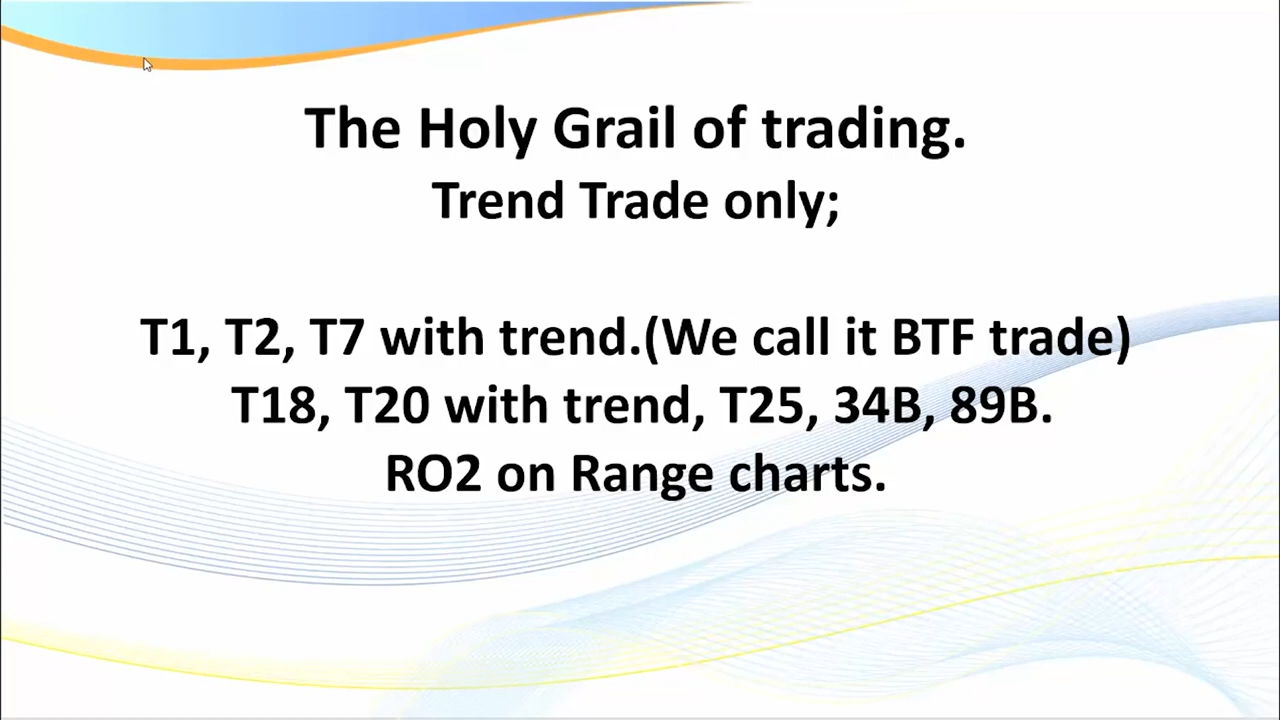 The Holy Grail of trading.
Trend Trade only;
T1, T2, T7 with trend.(We call it BTF trade)
T18, T20 with trend, T25, 34B, 89B.
RO2 on Range charts.